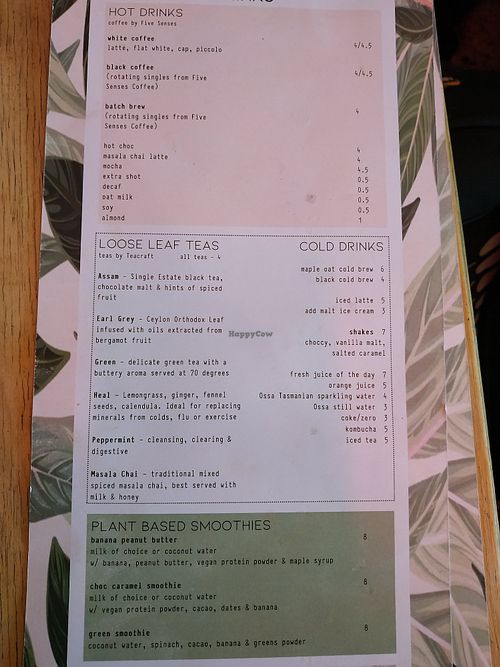 HOT DRINKS
coffee by Five Senses
white coffee
latte, flat white, cap, piccolo 4/4.5
black coffee
(rotating singles from Five 4/4.5
Senses Coffee)
batch brew
(rotating singles from Five 4
Senses Coffee)
hot choc 4
masala chai latte 4
mocha 4.5
extra shot 0.5
decaf 0.5
oat milk 0.5
soy 0.5
almond 1
LOOSE LEAF TEAS
teas by Teacraft all teas - 4
Assam - Single Estate black tea,
chocolate malt & hints of spiced
fruit
Earl Grey - Ceylon Orthodox Leaf
infused with oils extracted from
bergamot fruit
Green - delicate green tea with a
buttery aroma served at 70 degrees
Heal - Lemongrass, ginger, fennel
seeds, calendula. Ideal for replacing
minerals from colds, flu or exercise
Peppermint - cleansing, clearing &
digestive
Masala Chai - traditional mixed
spiced masala chai, best served with
milk & honey
COLD DRINKS
maple oat cold brew 6
black cold brew 4
iced latte 5
add malt ice cream 3
shakes 7
choccy, vanilla malt,
salted caramel
fresh juice of the day 7
orange juice 5
Ossa Tasmanian sparkling water 4
Ossa still water 3
coke/zero 3
kombucha 5
iced tea 5
HappyCow
PLANT BASED SMOOTHIES
banana peanut butter 8
milk of choice or coconut water
w/ banana, peanut butter, vegan protein powder & maple syrup
choc caramel smoothie 8
milk of choice or coconut water
w/ vegan protein powder, cacao, dates & banana
green smoothie 8
coconut water, spinach, cacao, banana & greens powder